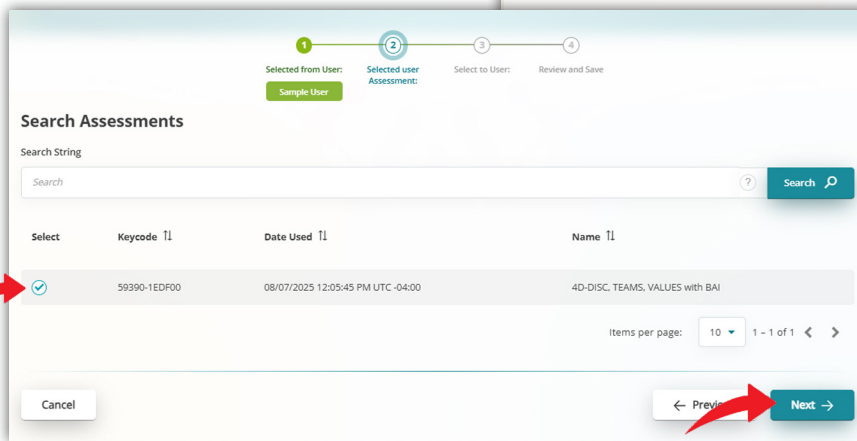 1 2 3 4
Selected from User: Selected user Assessment: Select to User: Review and Save
Sample User
Search Assessments
Search String
Search ? Search
Select Keycode Date Used Name
59390-1EDF00 08/07/2025 12:05:45 PM UTC -04:00 4D-DISC, TEAMS, VALUES with BAI
Items per page: 10 1 – 1 of 1
Cancel Next